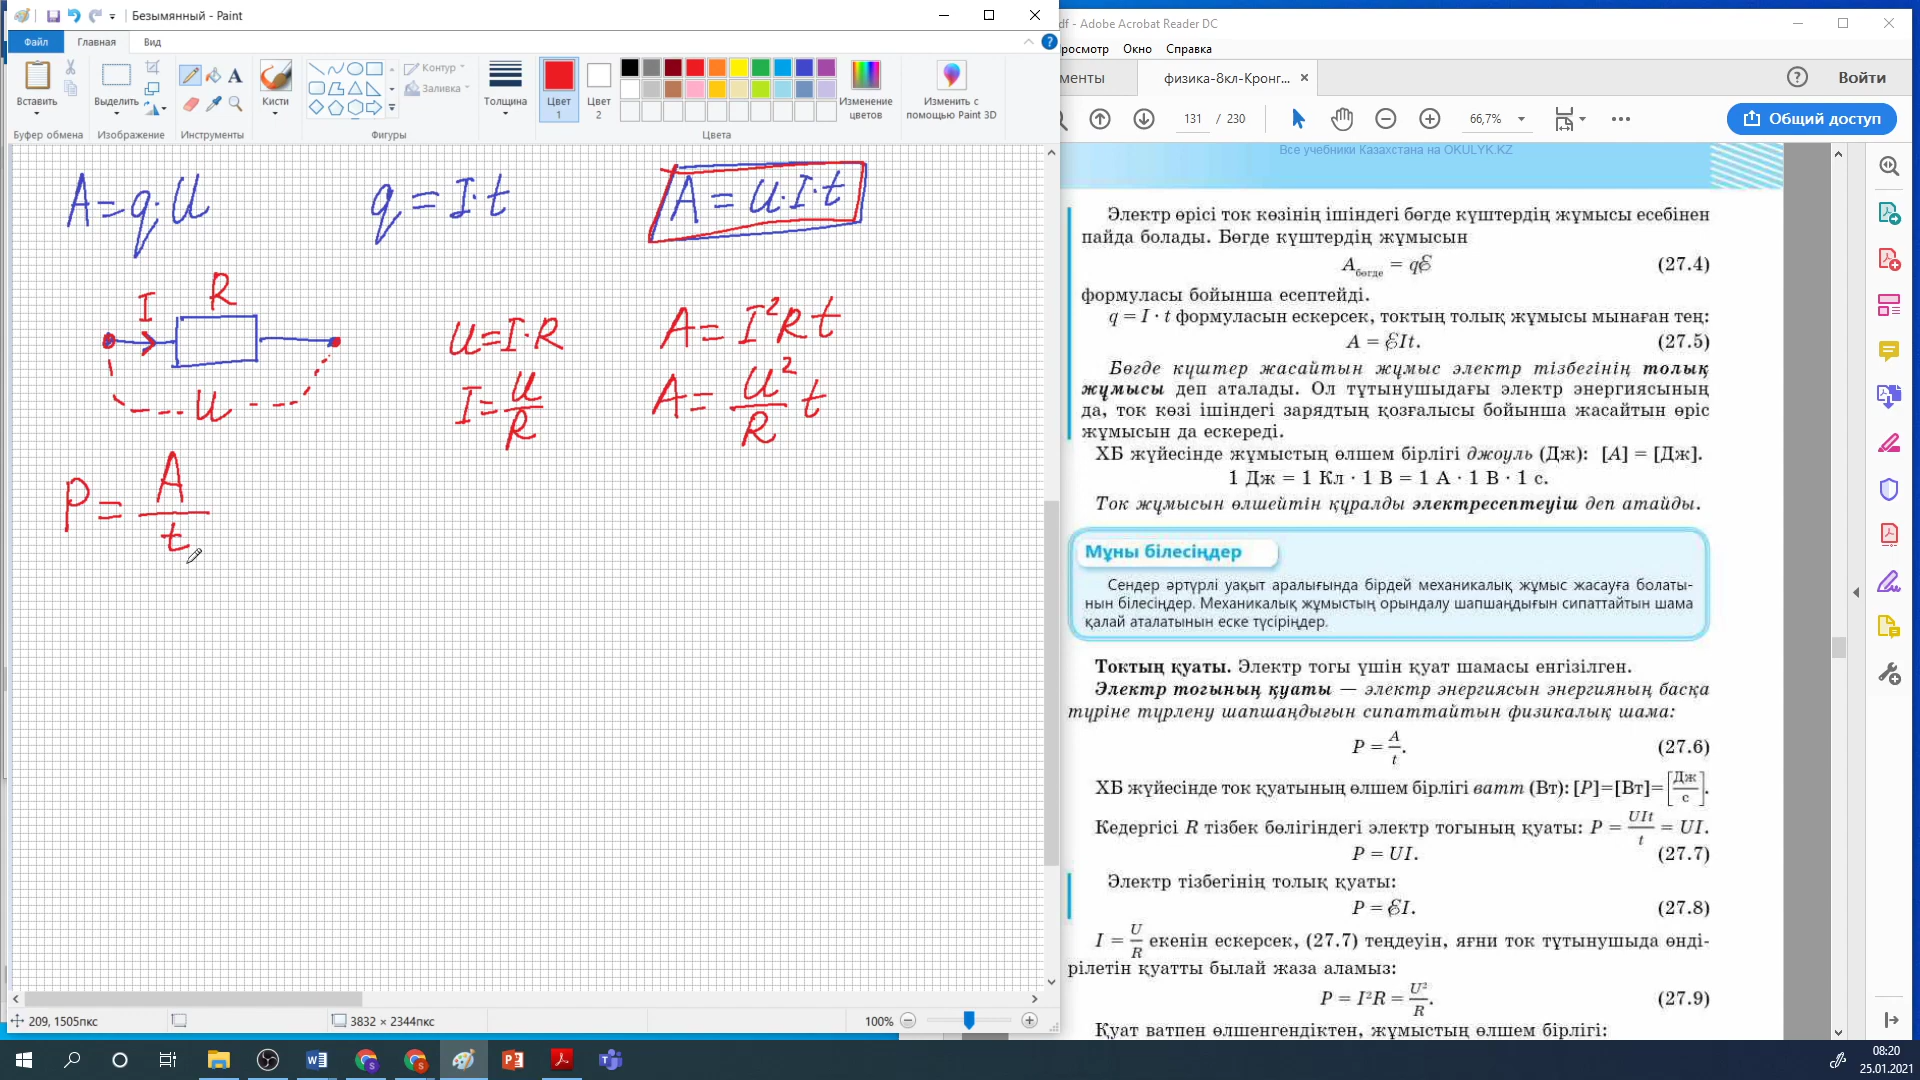 Безымянный - Paint
Файл Главная Вид
Вставить
Выделить
Кисти
Контур
Заливка
Толщина
Цвет 1
Цвет 2
Изменение цветов
Изменить с помощью Paint 3D
Буфер обмена Изображение Инструменты Фигуры Цвета
A=q·U q=I·t A=U·I·t
I R
U=I·R A=I²Rt
U
I=U/R A=U²/R t
P=A/t
209, 1505пкс 3832 × 2344пкс 100%
df - Adobe Acrobat Reader DC
росмотр Окно Справка
менты физика-8кл-Кронг... Войти
131 / 230 66,7% Общий доступ
Все учебники Казахстана на OKULYK.KZ
Электр өрісі ток көзінің ішіндегі бөгде күштердің жұмысы есебінен
пайда болады. Бөгде күштердің жұмысын
Aбөгде = qℰ (27.4)
формуласы бойынша есептейді.
q = I · t формуласын ескерсек, токтың толық жұмысы мынаған тең:
A = ℰIt. (27.5)
Бөгде күштер жасайтын жұмыс электр тізбегінің толық
жұмысы деп аталады. Ол тұтынушыдағы электр энергиясының
да, ток көзі ішіндегі зарядтың қозғалысы бойынша жасайтын өріс
жұмысын да ескереді.
ХБ жүйесінде жұмыстың өлшем бірлігі джоуль (Дж): [A] = [Дж].
1 Дж = 1 Кл · 1 В = 1 А · 1 В · 1 с.
Ток жұмысын өлшейтін құралды электресептеуіш деп атайды.
Мұны білесіңдер
Сендер әртүрлі уақыт аралығында бірдей механикалық жұмыс жасауға болаты-
нын білесіңдер. Механикалық жұмыстың орындалу шапшаңдығын сипаттайтын шама
қалай аталатынын еске түсіріңдер.
Токтың қуаты. Электр тогы үшін қуат шамасы енгізілген.
Электр тогының қуаты — электр энергиясын энергияның басқа
түріне түрлену шапшаңдығын сипаттайтын физикалық шама:
P = A/t. (27.6)
ХБ жүйесінде ток қуатының өлшем бірлігі ватт (Вт): [P]=[Вт]=[Дж/с].
Кедергісі R тізбек бөлігіндегі электр тогының қуаты: P = UIt/t = UI.
P = UI. (27.7)
Электр тізбегінің толық қуаты:
P = ℰI. (27.8)
I = U/R екенін ескерсек, (27.7) теңдеуін, яғни ток тұтынушыда өнді-
рілетін қуатты былай жаза аламыз:
P = I²R = U²/R. (27.9)
Қуат ватпен өлшенгендіктен, жұмыстың өлшем бірлігі:
08:20
25.01.2021